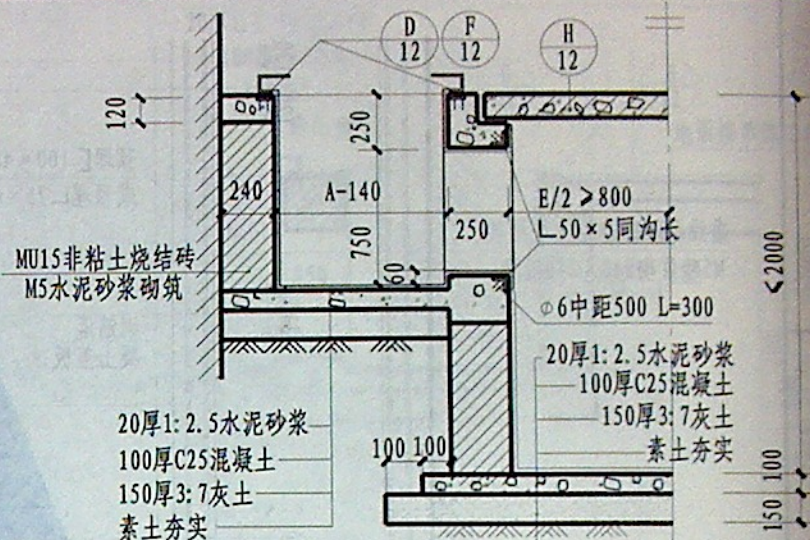 D
12
F
12
H
12
120
250
240
A-140
E/2 ⩾800
250
∟50×5同沟长
750
60
⩽2000
MU15非粘土烧结砖
M5水泥砂浆砌筑
∅6中距500 L=300
20厚1:2.5水泥砂浆
100厚C25混凝土
150厚3:7灰土
素土夯实
20厚1:2.5水泥砂浆
100厚C25混凝土
150厚3:7灰土
素土夯实
100 100
100
150